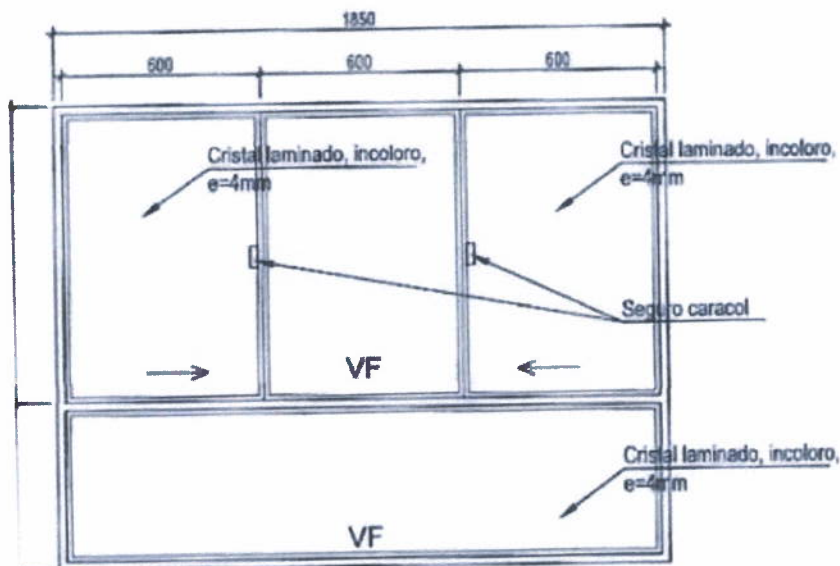 1850
600
600
600
Cristal laminado, incoloro,
e=4mm
Cristal laminado, incoloro,
e=4mm
Seguro caracol
VF
Cristal laminado, incoloro,
e=4mm
VF